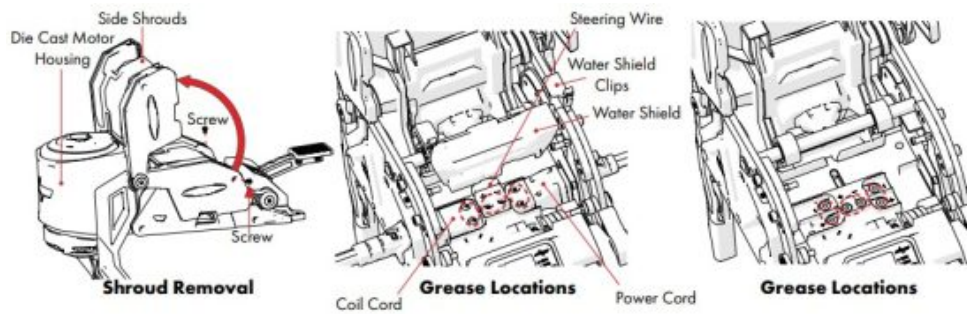 Side Shrouds
Die Cast Motor
Housing
Screw
Screw
Shroud Removal
Steering Wire
Water Shield
Clips
Water Shield
Coil Cord
Grease Locations
Power Cord
Grease Locations